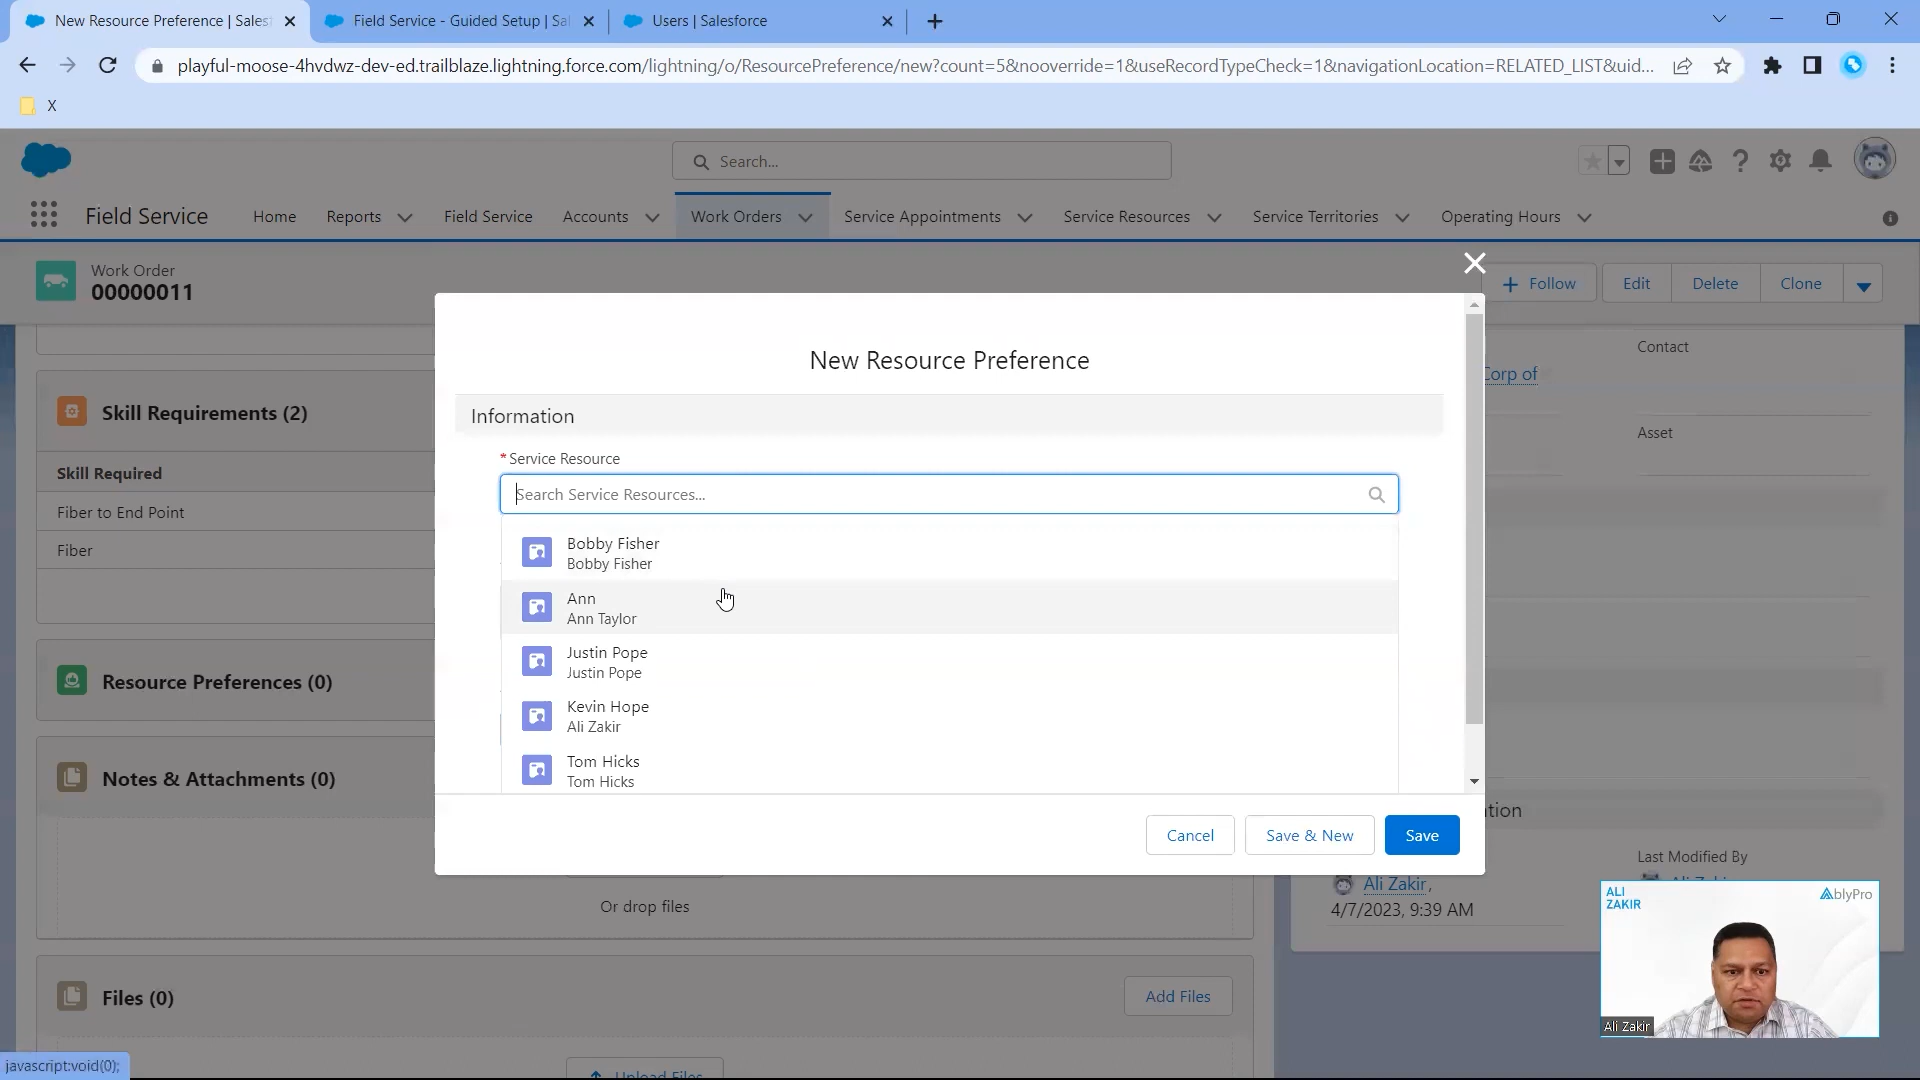 New Resource Preference | Sales
Field Service - Guided Setup | Sal
Users | Salesforce
playful-moose-4hvdwz-dev-ed.trailblaze.lightning.force.com/lightning/o/ResourcePreference/new?count=5&nooverride=1&useRecordTypeCheck=1&navigationLocation=RELATED_LIST&uid...
X
Search...
Field Service
Home
Reports
Field Service
Accounts
Work Orders
Service Appointments
Service Resources
Service Territories
Operating Hours
Work Order
00000011
+ Follow
Edit
Delete
Clone
Contact
Corp of
Asset
Skill Requirements (2)
Skill Required
Fiber to End Point
Fiber
Resource Preferences (0)
Notes & Attachments (0)
Or drop files
Files (0)
Add Files
Upload Files
New Resource Preference
Information
* Service Resource
Search Service Resources...
Bobby Fisher
Bobby Fisher
Ann
Ann Taylor
Justin Pope
Justin Pope
Kevin Hope
Ali Zakir
Tom Hicks
Tom Hicks
Cancel
Save & New
Save
ation
Last Modified By
Ali Zakir,
Ali Zakir
4/7/2023, 9:39 AM
ALI
ZAKIR
AblyPro
Ali Zakir
javascript:void(0);